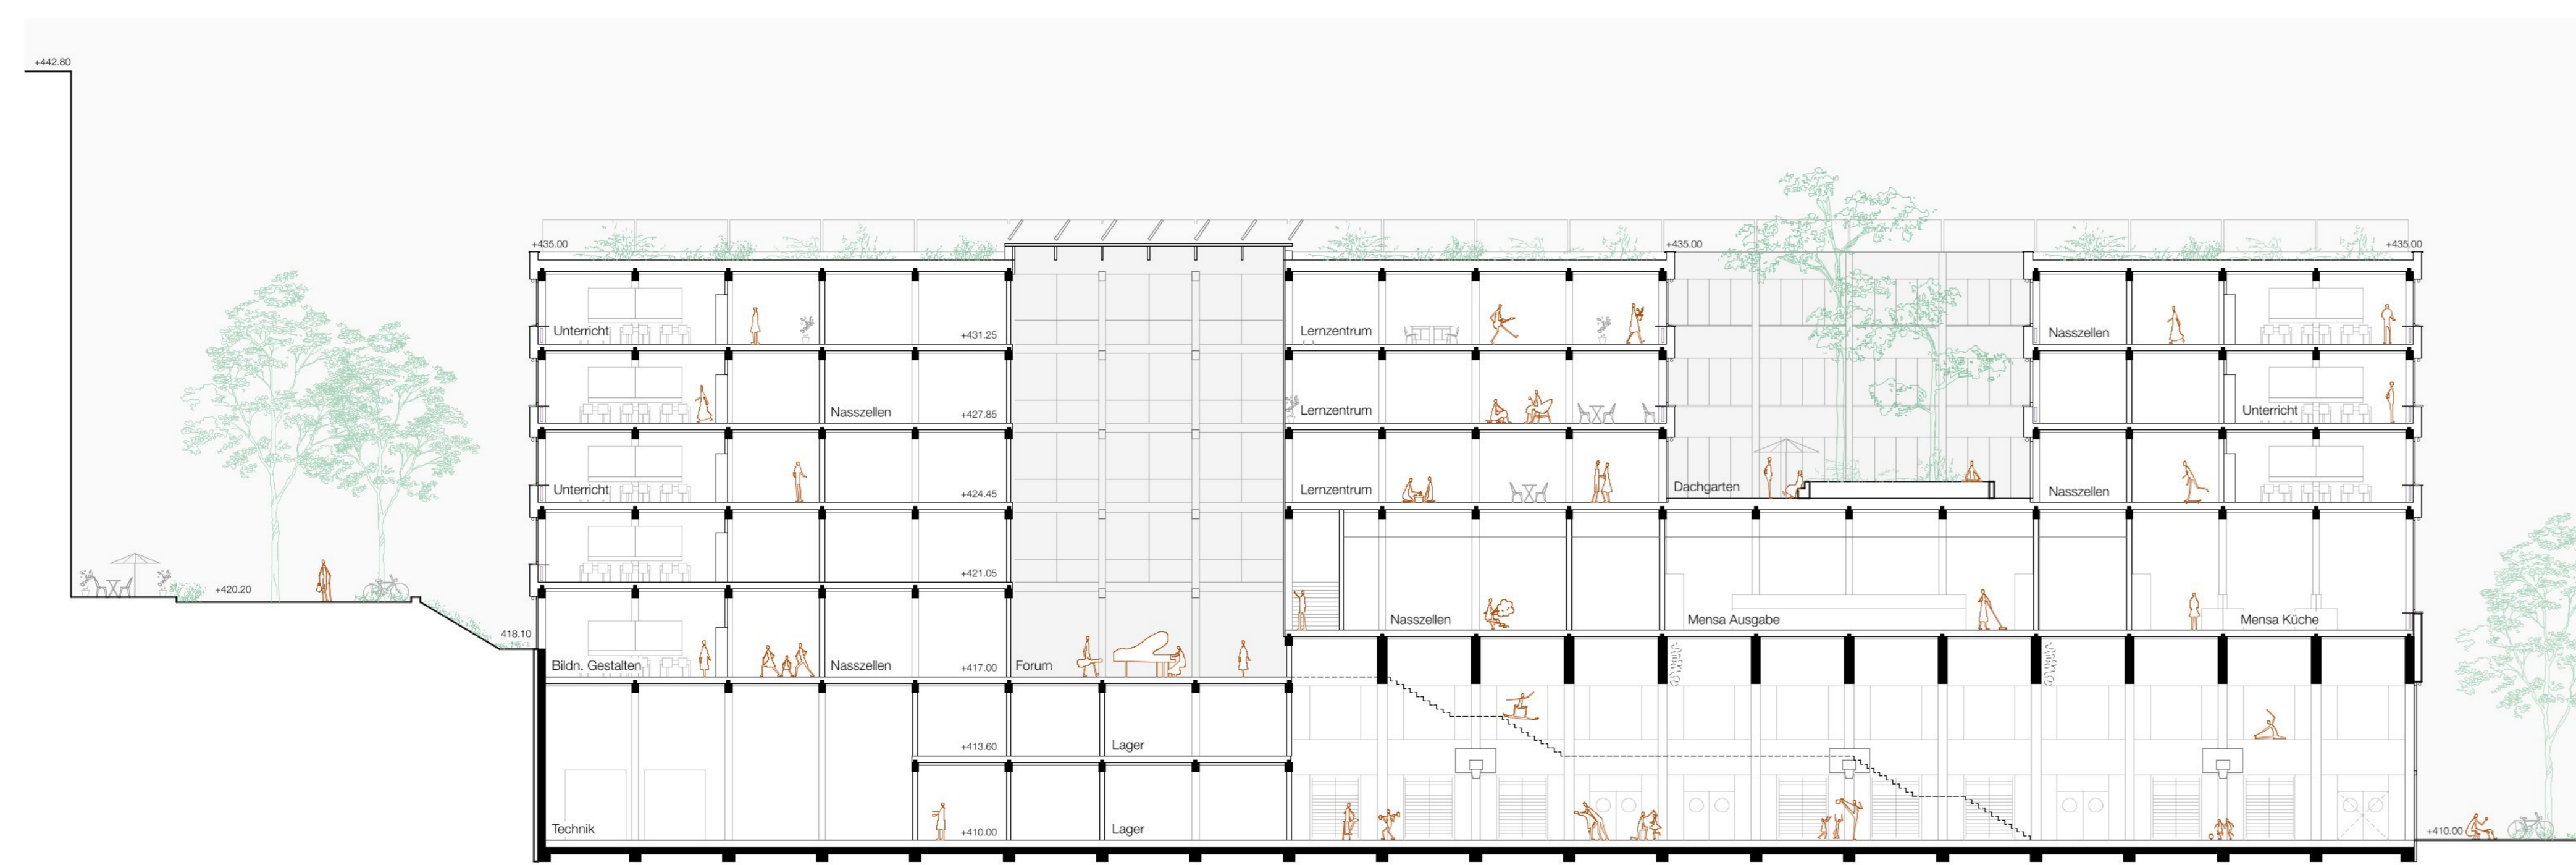 +442.80
+435.00
+435.00
+435.00
Unterricht
+431.25
Lernzentrum
Nasszellen
Nasszellen
+427.85
Lernzentrum
Unterricht
Unterricht
+424.45
Lernzentrum
Dachgarten
Nasszellen
+421.05
+420.20
418.10
Nasszellen
Mensa Ausgabe
Mensa Küche
Bildn. Gestalten
Nasszellen
+417.00
Forum
+413.60
Lager
Technik
+410.00
Lager
+410.00